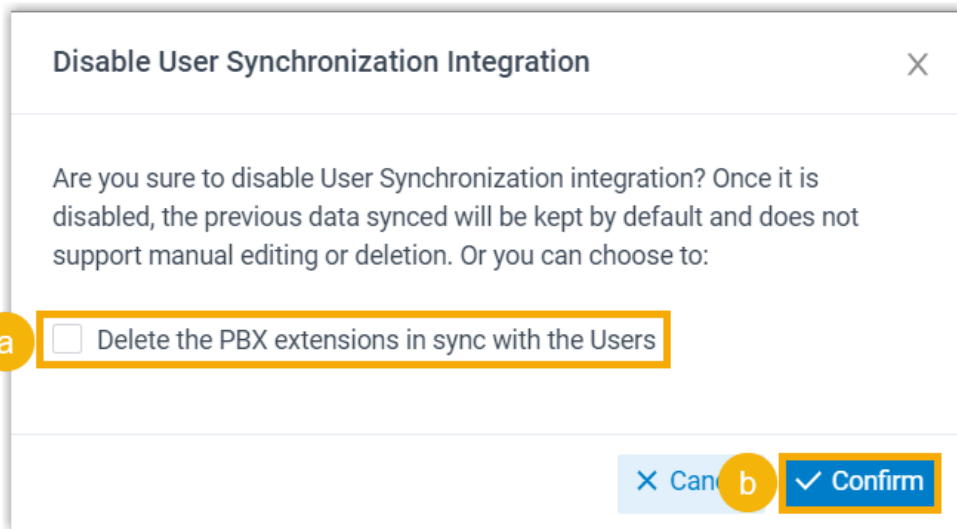 Disable User Synchronization Integration
Are you sure to disable User Synchronization integration? Once it is
disabled, the previous data synced will be kept by default and does not
support manual editing or deletion. Or you can choose to:
a Delete the PBX extensions in sync with the Users
b Confirm